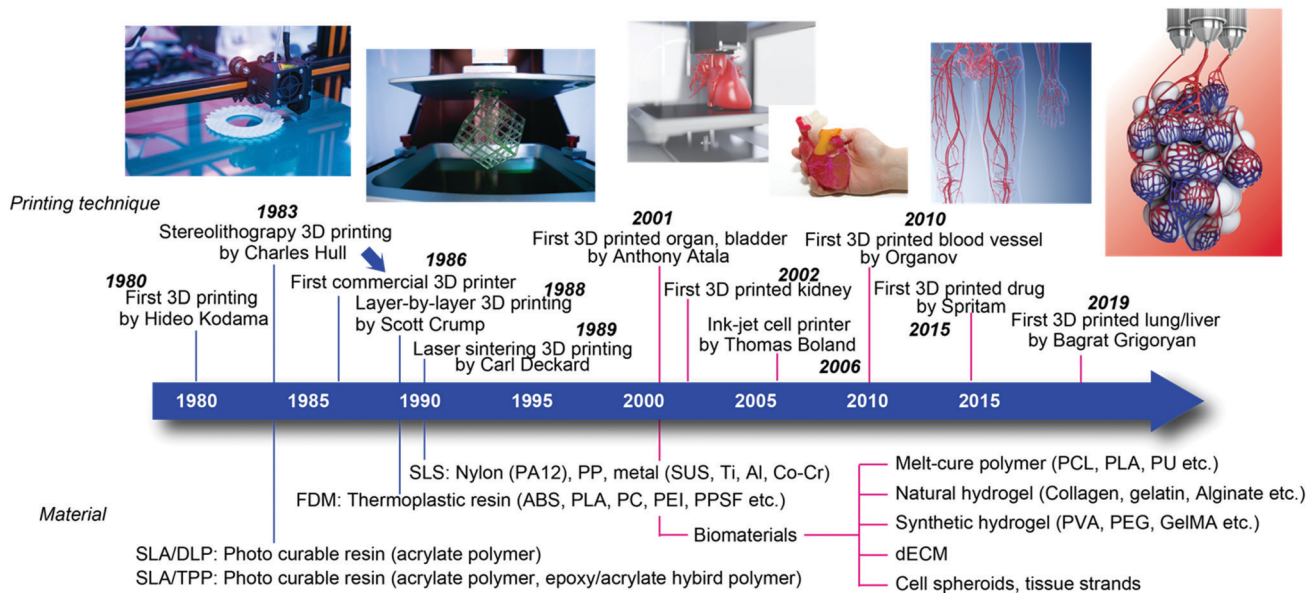 Printing technique
1980
First 3D printing
by Hideo Kodama
1983
Stereolithograpy 3D printing
by Charles Hull
1986
First commercial 3D printer
1988
Layer-by-layer 3D printing
by Scott Crump
1989
Laser sintering 3D printing
by Carl Deckard
2001
First 3D printed organ, bladder
by Anthony Atala
2002
First 3D printed kidney
Ink-jet cell printer
by Thomas Boland
2006
2010
First 3D printed blood vessel
by Organov
First 3D printed drug
by Spritam
2015
2019
First 3D printed lung/liver
by Bagrat Grigoryan
1980 1985 1990 1995 2000 2005 2010 2015
Material
SLS: Nylon (PA12), PP, metal (SUS, Ti, Al, Co-Cr)
FDM: Thermoplastic resin (ABS, PLA, PC, PEI, PPSF etc.)
SLA/DLP: Photo curable resin (acrylate polymer)
SLA/TPP: Photo curable resin (acrylate polymer, epoxy/acrylate hybird polymer)
Biomaterials
Melt-cure polymer (PCL, PLA, PU etc.)
Natural hydrogel (Collagen, gelatin, Alginate etc.)
Synthetic hydrogel (PVA, PEG, GelMA etc.)
dECM
Cell spheroids, tissue strands